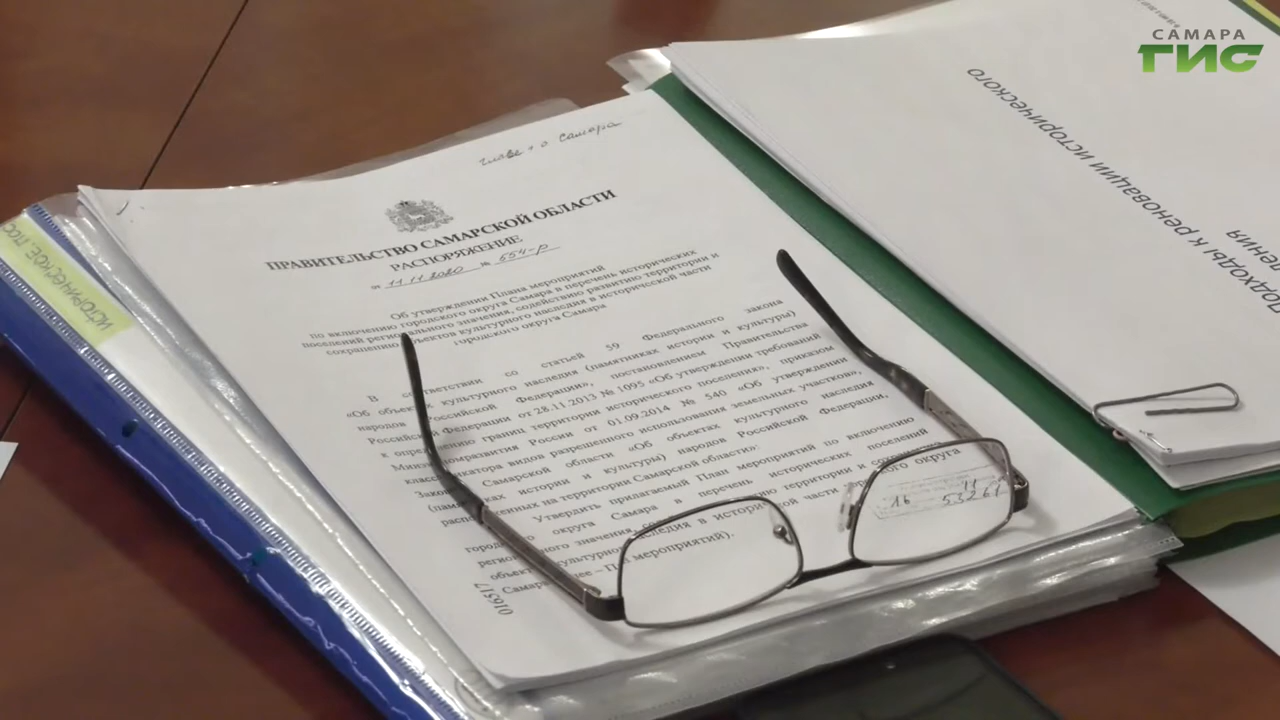 САМАРА
ГИС
главе г.о. Самара
ПРАВИТЕЛЬСТВО САМАРСКОЙ ОБЛАСТИ
РАСПОРЯЖЕНИЕ
от 11.11.2020 № 554-р
Об утверждении Плана мероприятий
по включению городского округа Самара в перечень исторических
поселений регионального значения, содействию развитию территории и
сохранению объектов культурного наследия в исторической части
городского округа Самара
В соответствии со статьей 59 Федерального закона
«Об объектах культурного наследия (памятниках истории и культуры)
народов Российской Федерации», постановлением Правительства
Российской Федерации от 28.11.2013 № 1095 «Об утверждении требований
к определению границ территории исторического поселения», приказом
Минэкономразвития России от 01.09.2014 № 540 «Об утверждении
классификатора видов разрешенного использования земельных участков»,
Законом Самарской области «Об объектах культурного наследия
(памятниках истории и культуры) народов Российской Федерации,
расположенных на территории Самарской области»:
Утвердить прилагаемый План мероприятий по включению
городского округа Самара в перечень исторических поселений
регионального значения, территории и
объектов культурного наследия в исторической части округа
Самара – мероприятий).
016517
16 11
53261
ИСТОРИЧЕСКОЕ ПОС
Подходы к реновации исторического
ления